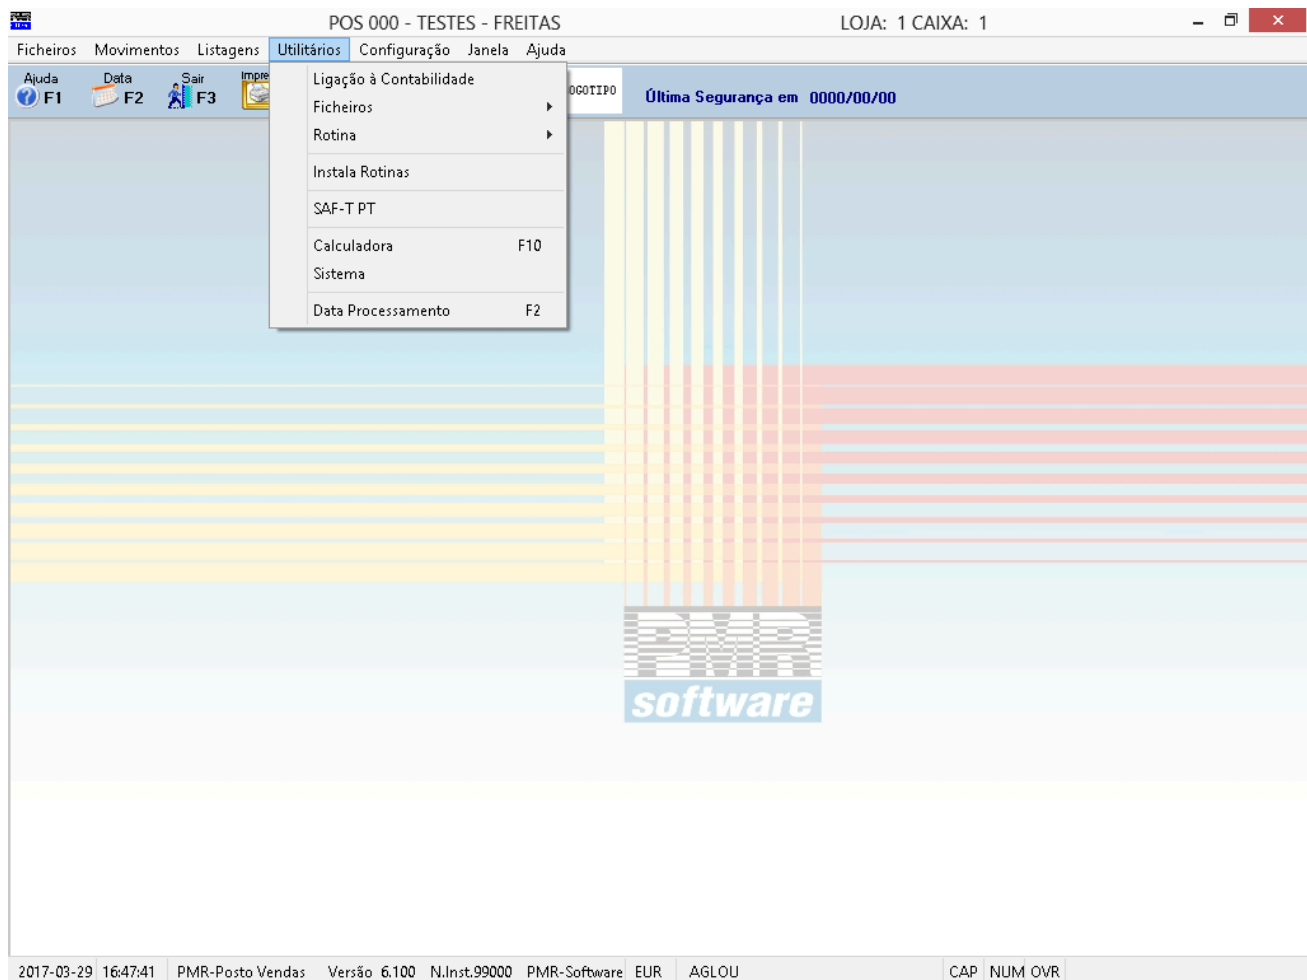 POS 000 - TESTES - FREITAS LOJA: 1 CAIXA: 1
Ficheiros Movimentos Listagens Utilitários Configuração Janela Ajuda
Ajuda F1 Data F2 Sair F3 Impre OGOTIPO Última Segurança em 0000/00/00
Ligação à Contabilidade
Ficheiros
Rotina
Instala Rotinas
SAF-T PT
Calculadora F10
Sistema
Data Processamento F2
PMR
software
2017-03-29 16:47:41 PMR-Posto Vendas Versão 6.100 N.Inst.99000 PMR-Software EUR AGLOU CAP NUM OVR